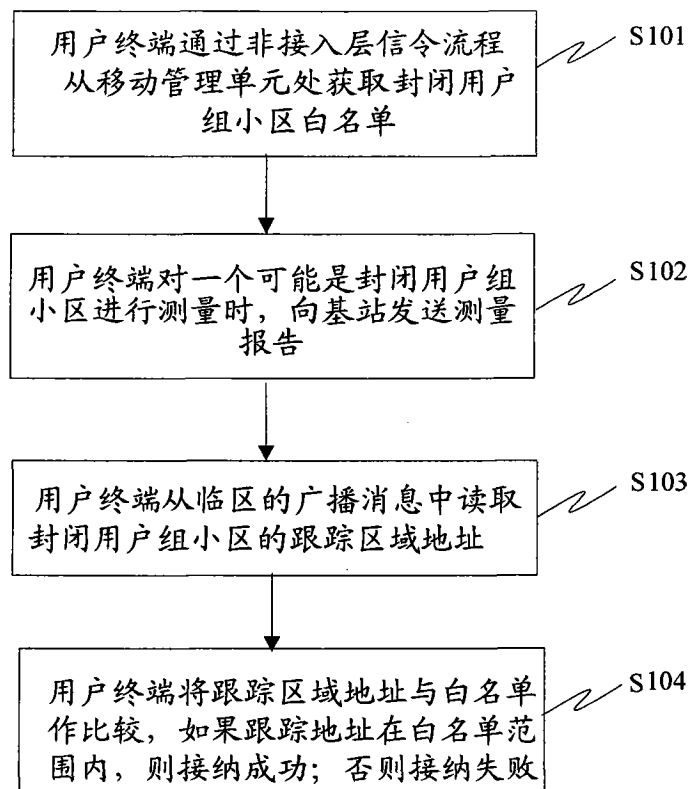 用户终端通过非接入层信令流程
从移动管理单元处获取封闭用户
组小区白名单
S101
用户终端对一个可能是封闭用户组
小区进行测量时，向基站发送测量
报告
S102
用户终端从临区的广播消息中读取
封闭用户组小区的跟踪区域地址
S103
用户终端将跟踪区域地址与白名单
作比较，如果跟踪地址在白名单范
围内，则接纳成功；否则接纳失败
S104